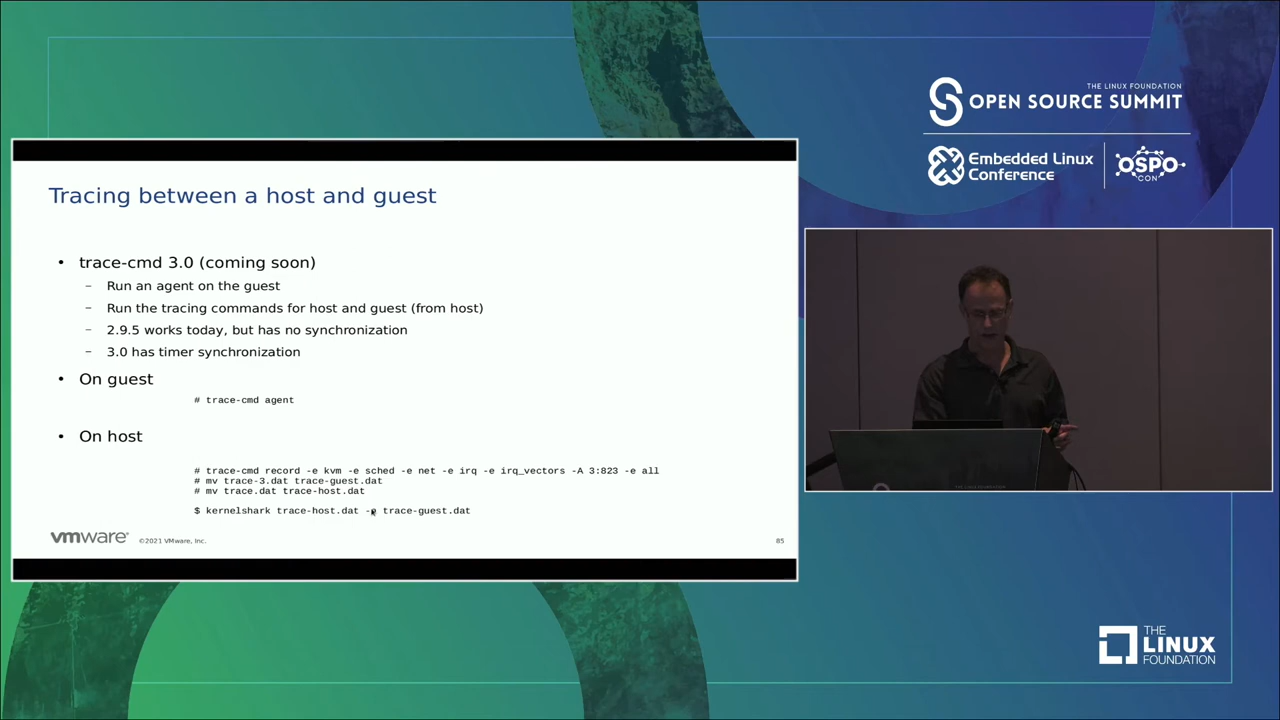 THE LINUX FOUNDATION
OPEN SOURCE SUMMIT
Embedded Linux
Conference
OSPO
CON
Tracing between a host and guest
• trace-cmd 3.0 (coming soon)
– Run an agent on the guest
– Run the tracing commands for host and guest (from host)
– 2.9.5 works today, but has no synchronization
– 3.0 has timer synchronization
• On guest
# trace-cmd agent
• On host
# trace-cmd record -e kvm -e sched -e net -e irq -e irq_vectors -A 3:823 -e all
# mv trace-3.dat trace-guest.dat
# mv trace.dat trace-host.dat
$ kernelshark trace-host.dat -a trace-guest.dat
vmware
©2021 VMware, Inc.
85
THE LINUX FOUNDATION
THE
LINUX
FOUNDATION